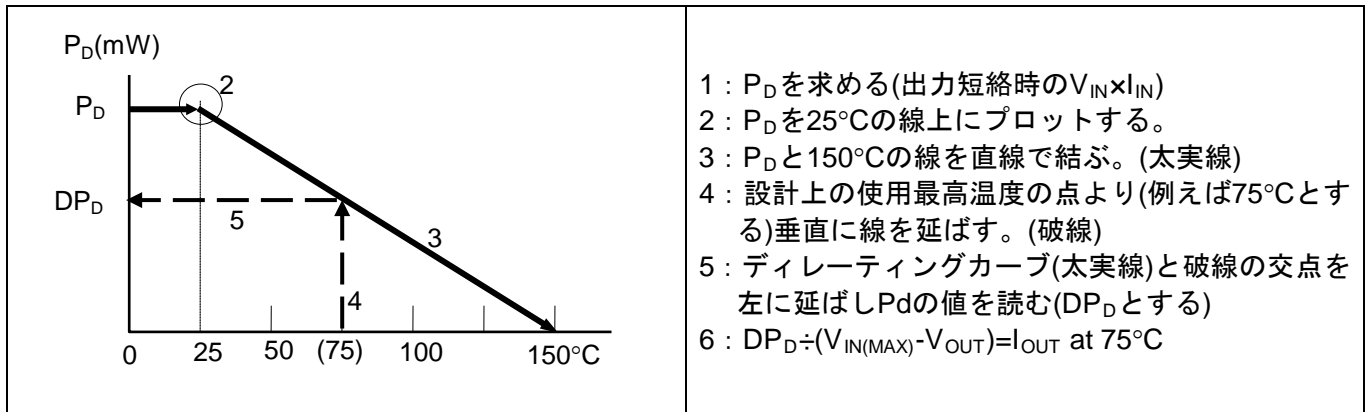 P_D(mW)
2
P_D
DP_D
5
3
4
0 25 50 (75) 100 150°C
1：P_Dを求める(出力短絡時のV_IN×I_IN)
2：P_Dを25°Cの線上にプロットする。
3：P_Dと150°Cの線を直線で結ぶ。(太実線)
4：設計上の使用最高温度の点より(例えば75°Cとす
る)垂直に線を延ばす。(破線)
5：ディレーティングカーブ(太実線)と破線の交点を
左に延ばしPdの値を読む(DP_Dとする)
6：DP_D÷(V_IN(MAX)-V_OUT)=I_OUT at 75°C